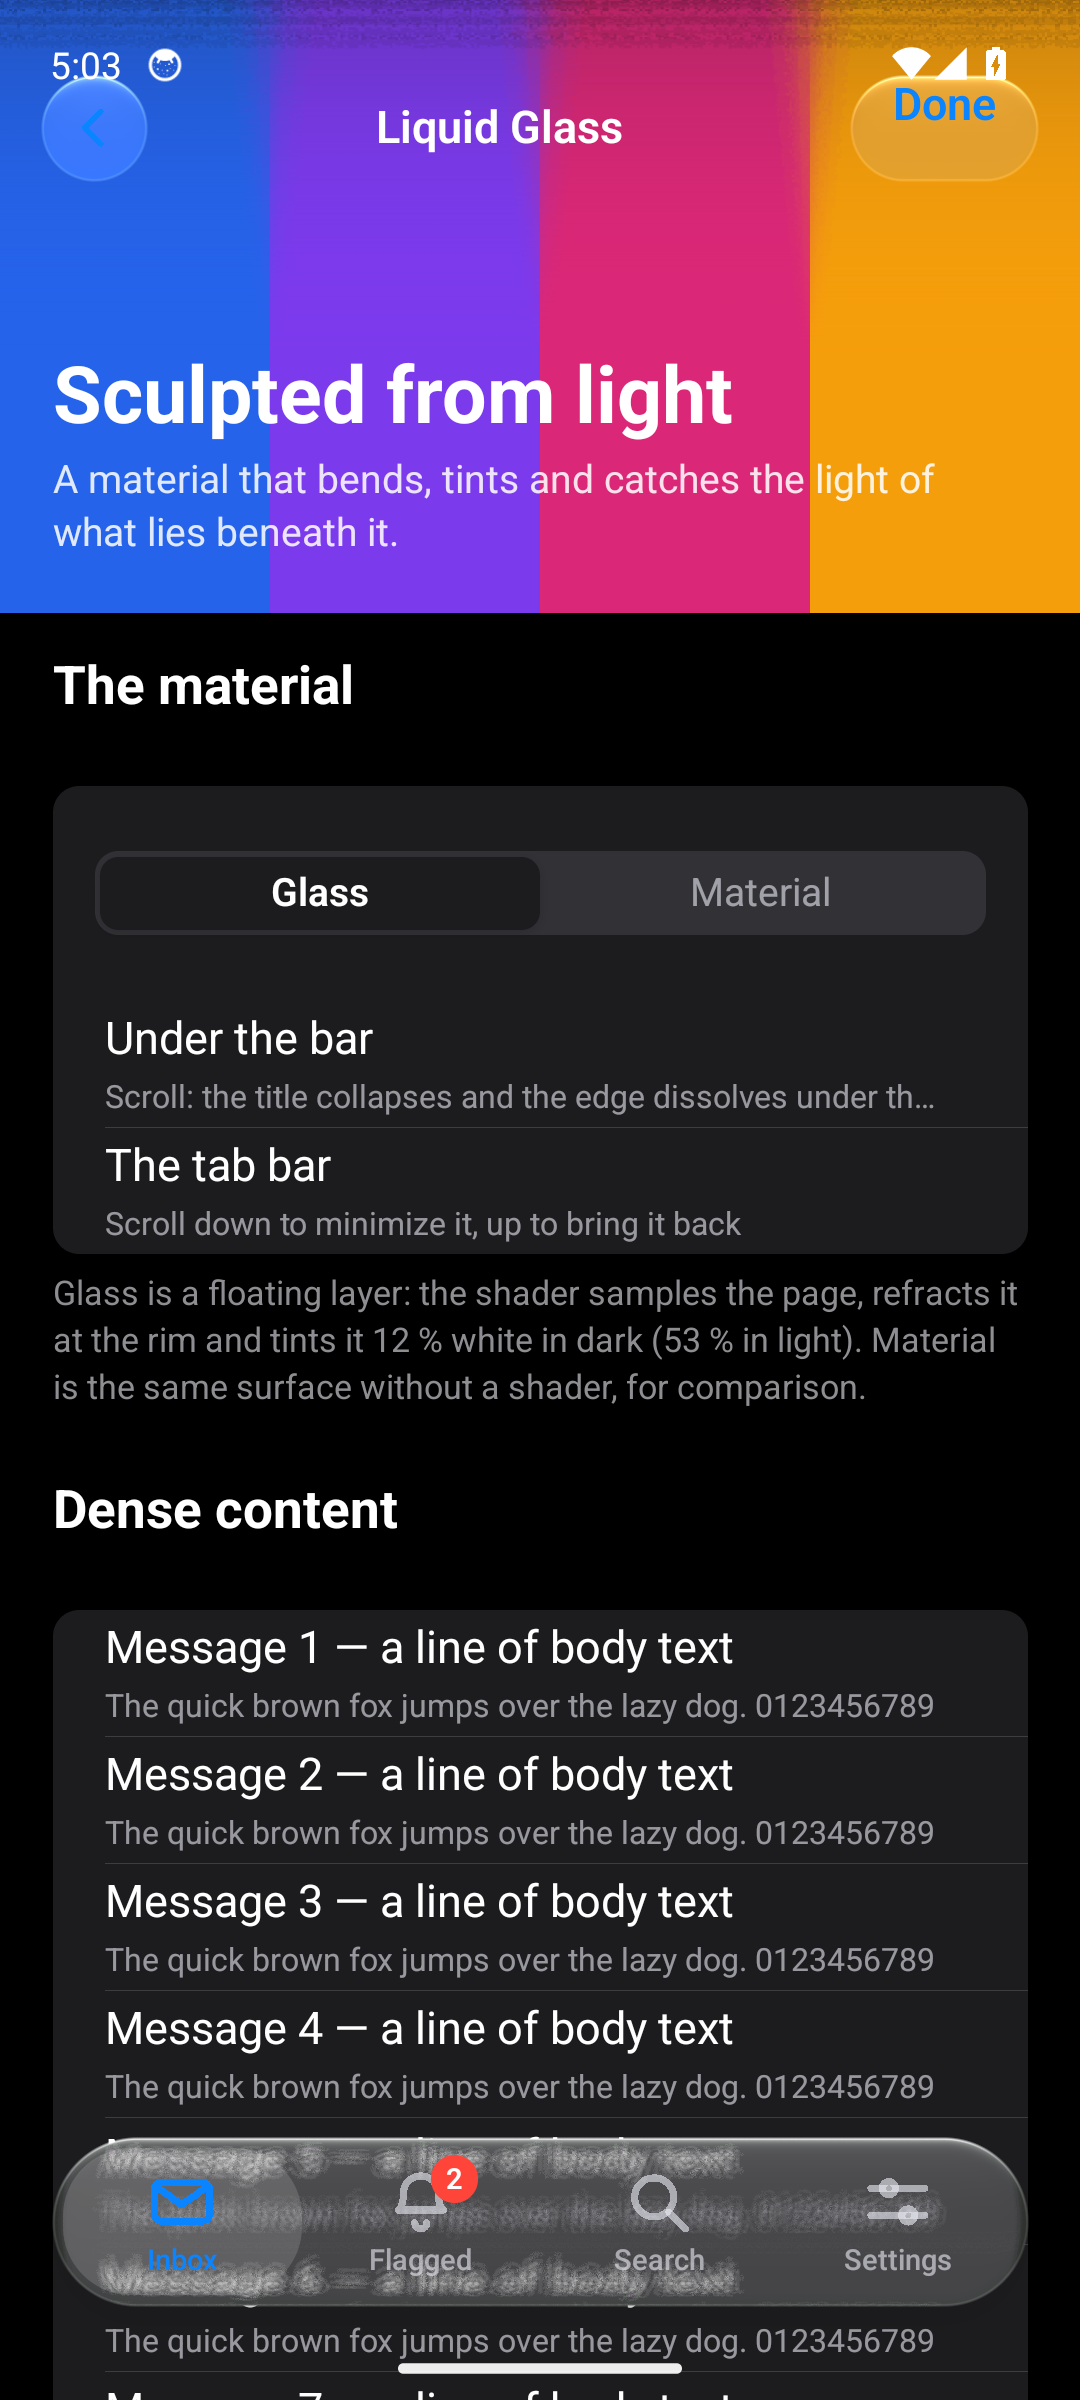 5:03
Liquid Glass
Done
Sculpted from light
A material that bends, tints and catches the light of
what lies beneath it.
The material
Glass
Material
Under the bar
Scroll: the title collapses and the edge dissolves under th...
The tab bar
Scroll down to minimize it, up to bring it back
Glass is a floating layer: the shader samples the page, refracts it
at the rim and tints it 12 % white in dark (53 % in light). Material
is the same surface without a shader, for comparison.
Dense content
Message 1 — a line of body text
The quick brown fox jumps over the lazy dog. 0123456789
Message 2 — a line of body text
The quick brown fox jumps over the lazy dog. 0123456789
Message 3 — a line of body text
The quick brown fox jumps over the lazy dog. 0123456789
Message 4 — a line of body text
The quick brown fox jumps over the lazy dog. 0123456789
2
Inbox
Flagged
Search
Settings
The quick brown fox jumps over the lazy dog. 0123456789